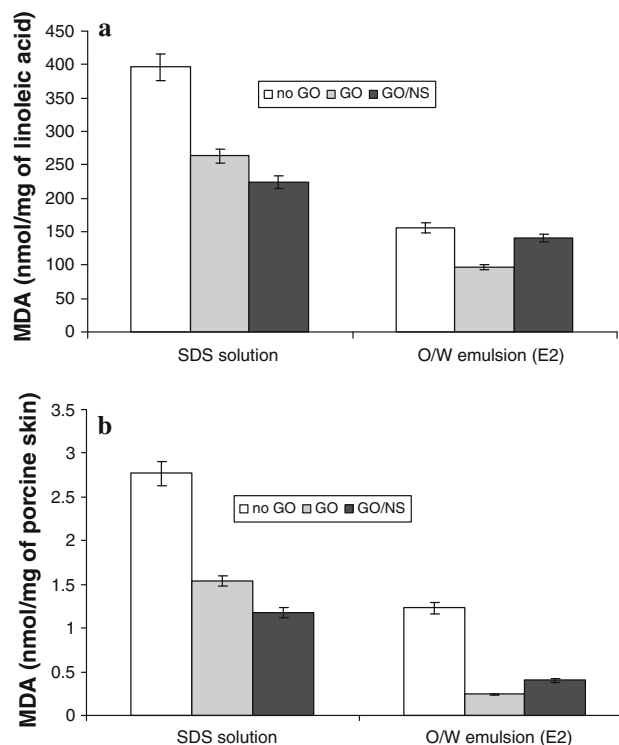 a
MDA (nmol/mg of linoleic acid)
450
400
350
300
250
200
150
100
50
0
no GO GO GO/NS
SDS solution O/W emulsion (E2)
b
MDA (nmol/mg of porcine skin)
3.5
3
2.5
2
1.5
1
0.5
0
no GO GO GO/NS
SDS solution O/W emulsion (E2)